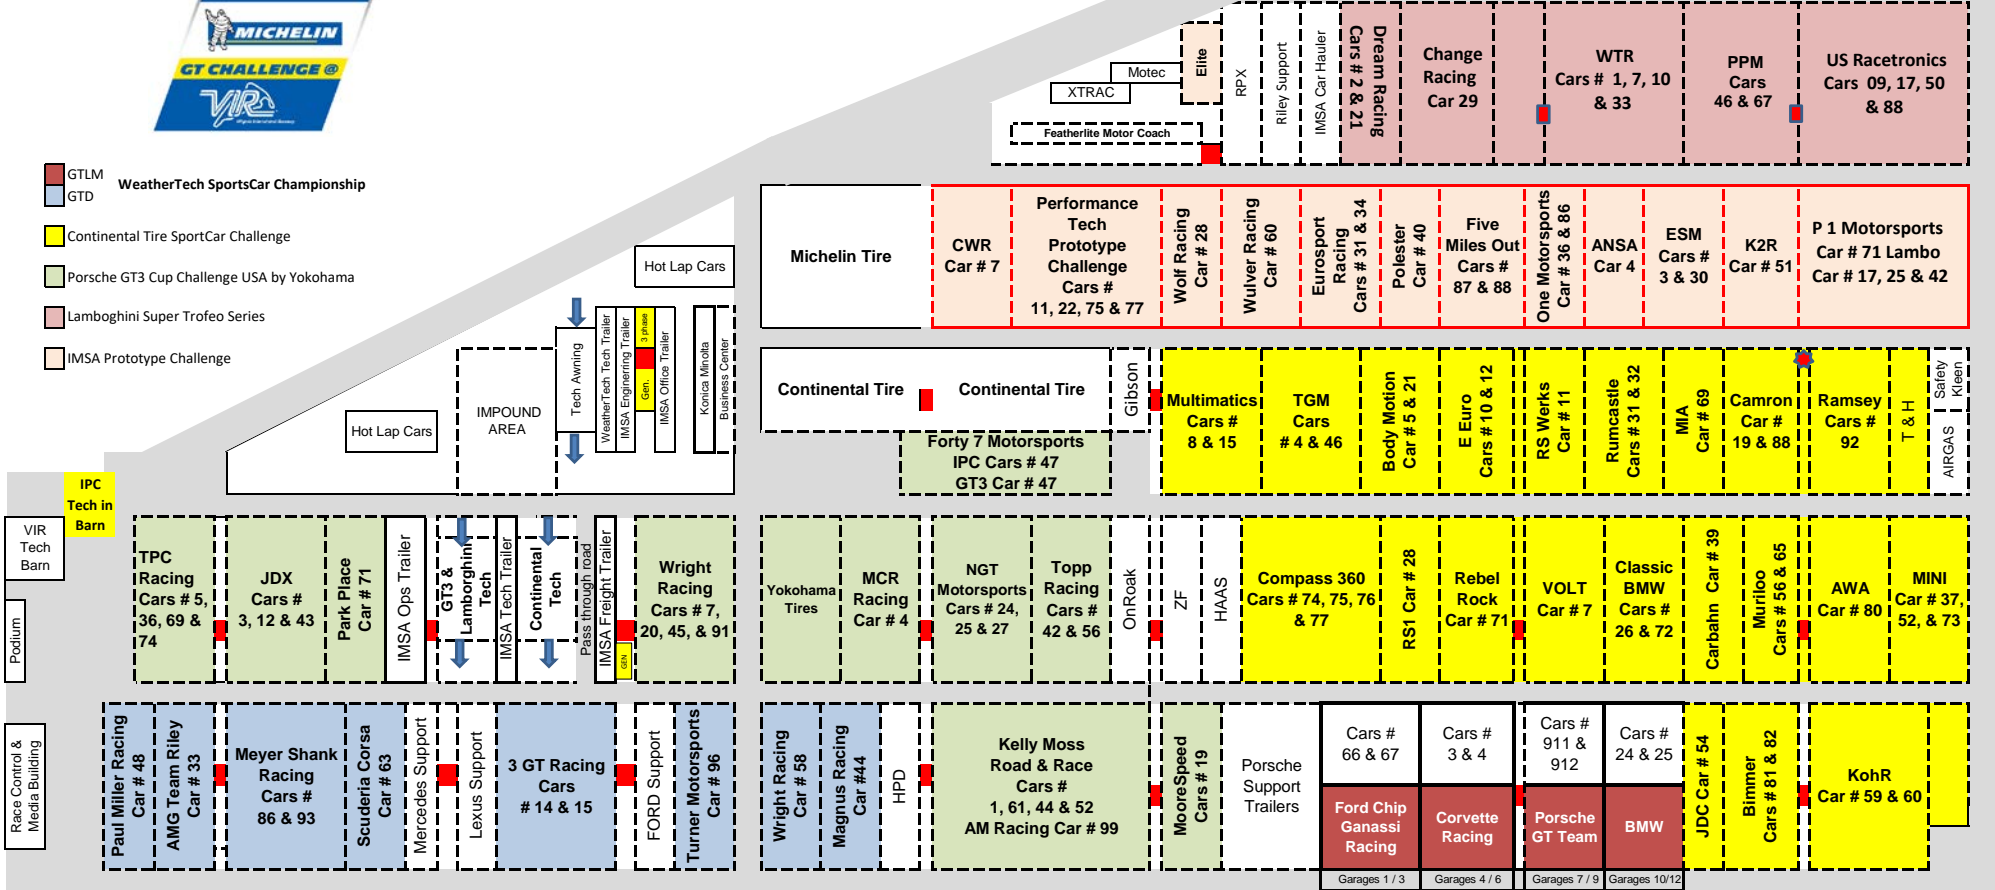 MICHELIN
GT CHALLENGE @
VIR
GTLM
GTD
WeatherTech SportsCar Championship
Continental Tire SportCar Challenge
Porsche GT3 Cup Challenge USA by Yokohama
Lamboghini Super Trofeo Series
IMSA Prototype Challenge
Motec
XTRAC
Elite
Featherlite Motor Coach
RPX
Riley Support
IMSA Car Hauler
Dream Racing
Cars # 2 & 21
Change
Racing
Car 29
WTR
Cars # 1, 7, 10
& 33
PPM
Cars
46 & 67
US Racetronics
Cars 09, 17, 50
& 88
Michelin Tire
CWR
Car # 7
Performance
Tech
Prototype
Challenge
Cars #
11, 22, 75 & 77
Wolf Racing
Car # 28
Wulver Racing
Car # 60
Eurosport
Racing
Cars # 31 & 34
Polester
Car # 40
Five
Miles Out
Cars #
87 & 88
One Motorsports
Car # 36 & 86
ANSA
Car 4
ESM
Cars #
3 & 30
K2R
Car # 51
P 1 Motorsports
Car # 71 Lambo
Car # 17, 25 & 42
Hot Lap Cars
Hot Lap Cars
IMPOUND
AREA
Tech Awning
WeatherTech Tech Trailer
IMSA Enginerring Trailer
3 phase
Gen.
IMSA Office Trailer
Konica Minolta
Business Center
Continental Tire
Continental Tire
Gibson
Forty 7 Motorsports
IPC Cars # 47
GT3 Car # 47
Multimatics
Cars #
8 & 15
TGM
Cars
# 4 & 46
Body Motion
Car # 5 & 21
E Euro
Cars # 10 & 12
RS Werks
Car # 11
Rumcastle
Cars # 31 & 32
MIA
Car # 69
Camron
Car #
19 & 88
Ramsey
Cars #
92
T & H
Safety
Kleen
AIRGAS
IPC
Tech in
Barn
VIR
Tech
Barn
Podium
TPC
Racing
Cars # 5,
36, 69 &
74
JDX
Cars #
3, 12 & 43
Park Place
Car # 71
IMSA Ops Trailer
GT3 &
Lamborghini
Tech
IMSA Tech Trailer
Continental
Tech
Pass through road
IMSA Freight Trailer
GEN
Wright
Racing
Cars # 7,
20, 45, & 91
Yokohama
Tires
MCR
Racing
Car # 4
NGT
Motorsports
Cars # 24,
25 & 27
Topp
Racing
Cars #
42 & 56
OnRoak
ZF
HAAS
Compass 360
Cars # 74, 75, 76
& 77
RS1 Car # 28
Rebel
Rock
Car # 71
VOLT
Car # 7
Classic
BMW
Cars #
26 & 72
Carbahn Car # 39
Muriloo
Cars # 56 & 65
AWA
Car # 80
MINI
Car # 37,
52, & 73
Race Control &
Media Building
Paul Miller Racing
Car # 48
AMG Team Riley
Car # 33
Meyer Shank
Racing
Cars #
86 & 93
Scuderia Corsa
Car # 63
Mercedes Support
Lexus Support
3 GT Racing
Cars
# 14 & 15
FORD Support
Turner Motorsports
Car # 96
Wright Racing
Car # 58
Magnus Racing
Car #44
HPD
Kelly Moss
Road & Race
Cars #
1, 61, 44 & 52
AM Racing Car # 99
MooreSpeed
Cars # 19
Porsche
Support
Trailers
Cars #
66 & 67
Ford Chip
Ganassi
Racing
Garages 1 / 3
Cars #
3 & 4
Corvette
Racing
Garages 4 / 6
Cars #
911 &
912
Porsche
GT Team
Garages 7 / 9
Cars #
24 & 25
BMW
Garages 10/12
JDC Car # 54
Bimmer
Cars # 81 & 82
KohR
Car # 59 & 60